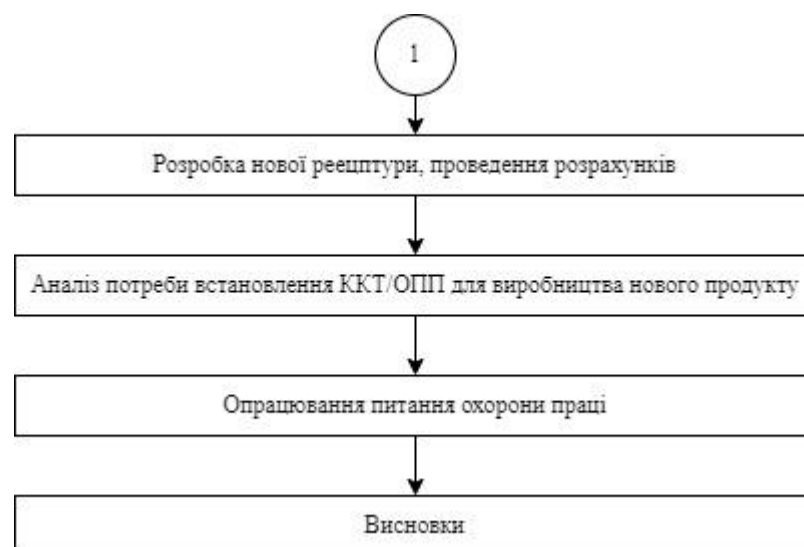 1
Розробка нової реецптури, проведення розрахунків
Аналіз потреби встановлення ККТ/ОПП для виробництва нового продукту
Опрацювання питання охорони праці
Висновки